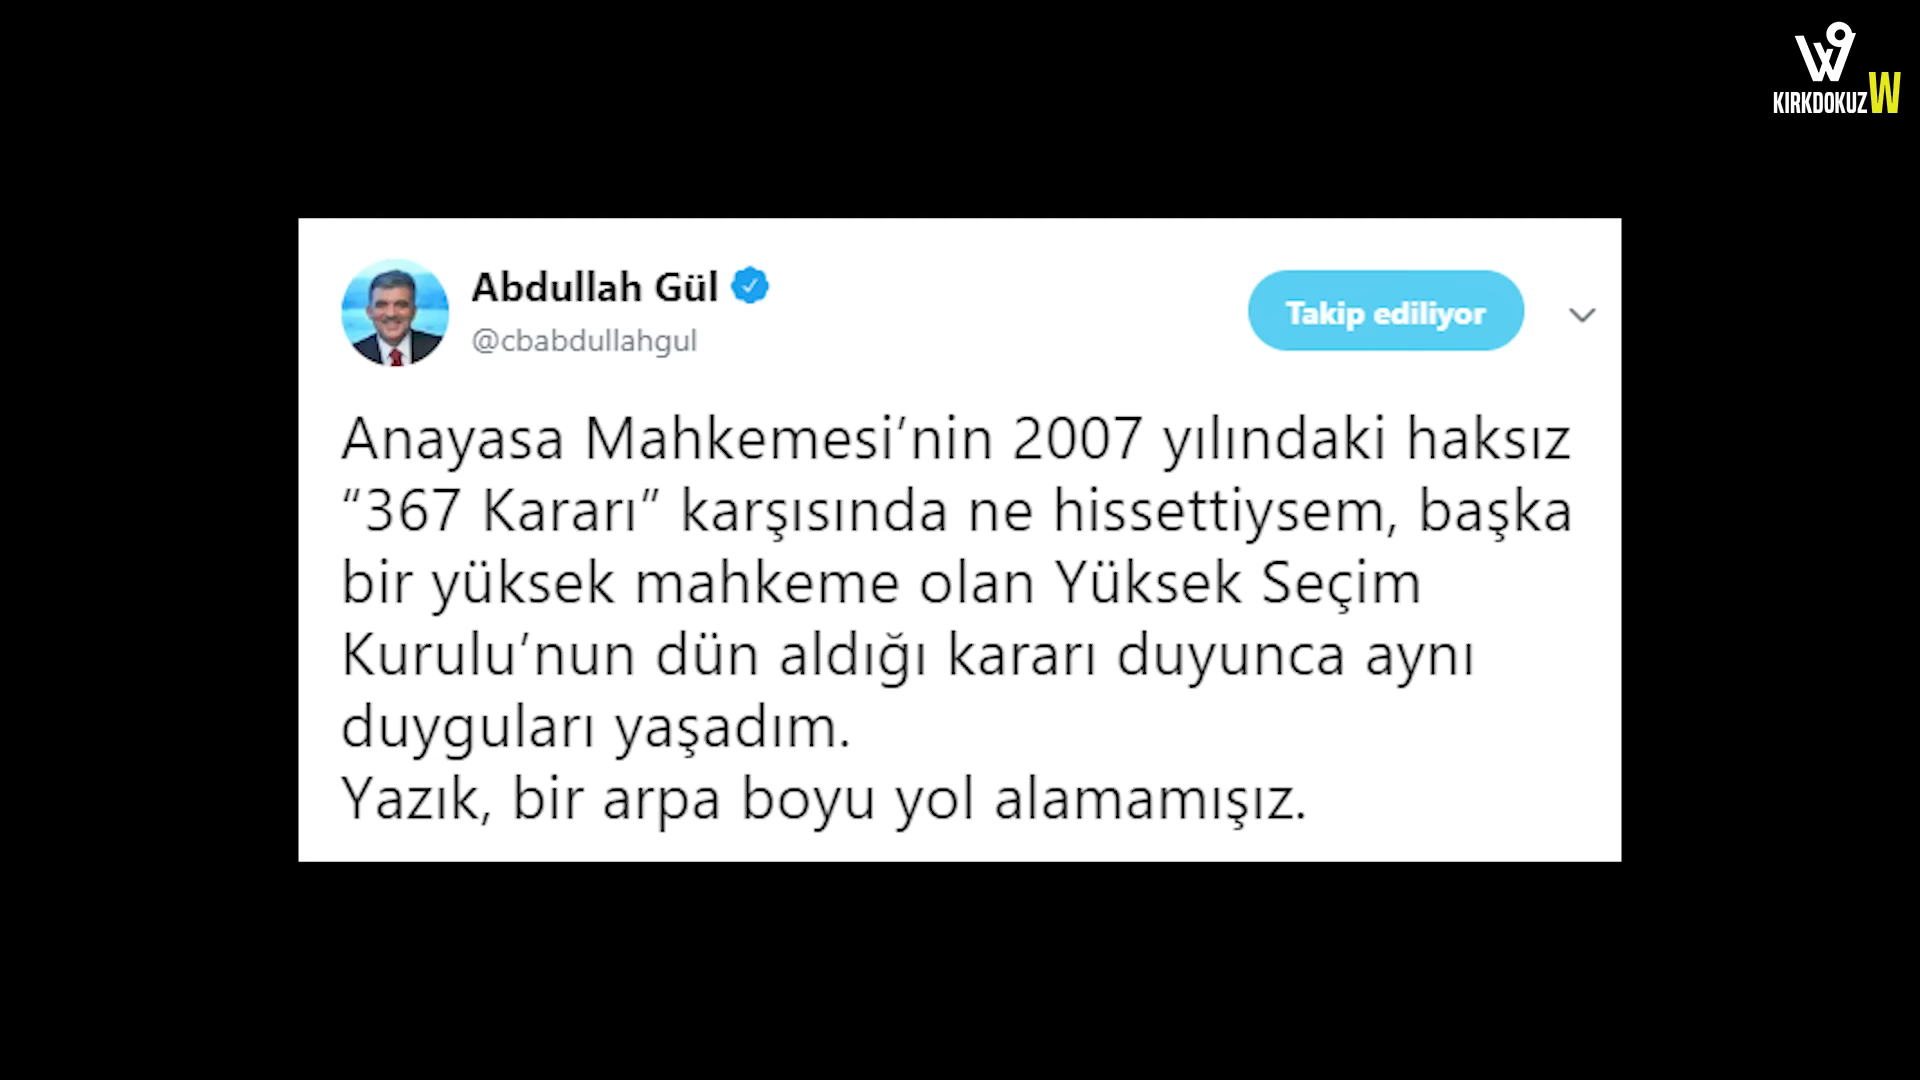 W9
KIRKDOKUZW
Abdullah Gül
@cbabdullahgul
Takip ediliyor
Anayasa Mahkemesi’nin 2007 yılındaki haksız
“367 Kararı” karşısında ne hissettiysem, başka
bir yüksek mahkeme olan Yüksek Seçim
Kurulu’nun dün aldığı kararı duyunca aynı
duyguları yaşadım.
Yazık, bir arpa boyu yol alamamışız.